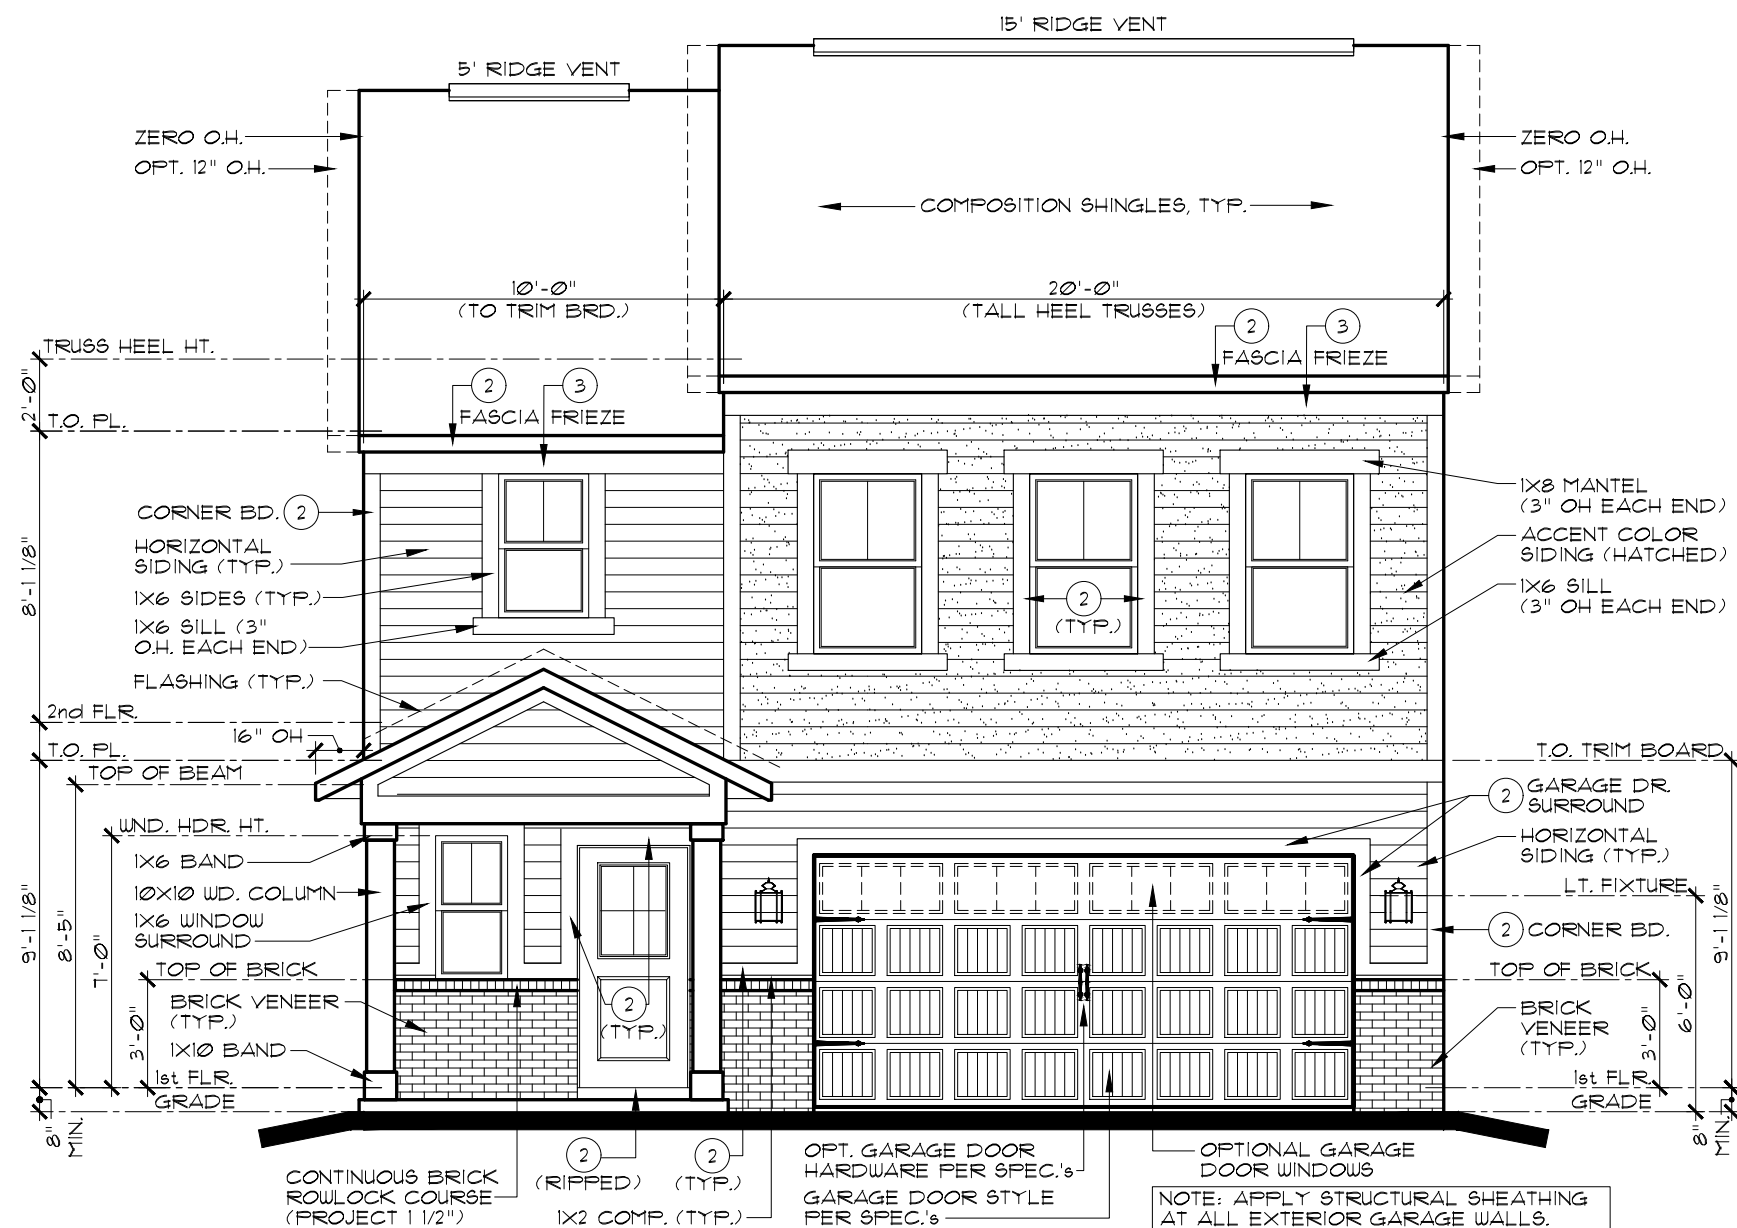 15' RIDGE VENT
5' RIDGE VENT
ZERO O.H.
OPT. 12" O.H.
ZERO O.H.
OPT. 12" O.H.
COMPOSITION SHINGLES, TYP.
10'-0"
(TO TRIM BRD.)
20'-0"
(TALL HEEL TRUSSES)
2
3
FASCIA FRIEZE
TRUSS HEEL HT.
2'-0"
T.O. PL.
2
3
FASCIA FRIEZE
8'-1 1/8"
CORNER BD. 2
HORIZONTAL
SIDING (TYP.)
1X6 SIDES (TYP.)
1X6 SILL (3"
O.H. EACH END)
FLASHING (TYP.)
1X8 MANTEL
(3" OH EACH END)
ACCENT COLOR
SIDING (HATCHED)
1X6 SILL
(3" OH EACH END)
2
(TYP.)
2nd FLR.
16" OH
T.O. PL.
TOP OF BEAM
WND. HDR. HT.
1X6 BAND
10X10 WD. COLUMN
1X6 WINDOW
SURROUND
TOP OF BRICK
BRICK VENEER
(TYP.)
1X10 BAND
1st FLR.
GRADE
9'-1 1/8"
8'-5"
7'-0"
3'-0"
8"
MIN.
2
(TYP.)
T.O. TRIM BOARD
2 GARAGE DR.
SURROUND
HORIZONTAL
SIDING (TYP.)
LT. FIXTURE
2 CORNER BD.
TOP OF BRICK
BRICK
VENEER
(TYP.)
1st FLR.
GRADE
9'-1 1/8"
6'-0"
3'-0"
8"
MIN.
CONTINUOUS BRICK
ROWLOCK COURSE
(PROJECT 1 1/2")
2
(RIPPED)
2
(TYP.)
1X2 COMP. (TYP.)
OPT. GARAGE DOOR
HARDWARE PER SPEC.'s
GARAGE DOOR STYLE
PER SPEC.'s
OPTIONAL GARAGE
DOOR WINDOWS
NOTE: APPLY STRUCTURAL SHEATHING
AT ALL EXTERIOR GARAGE WALLS.